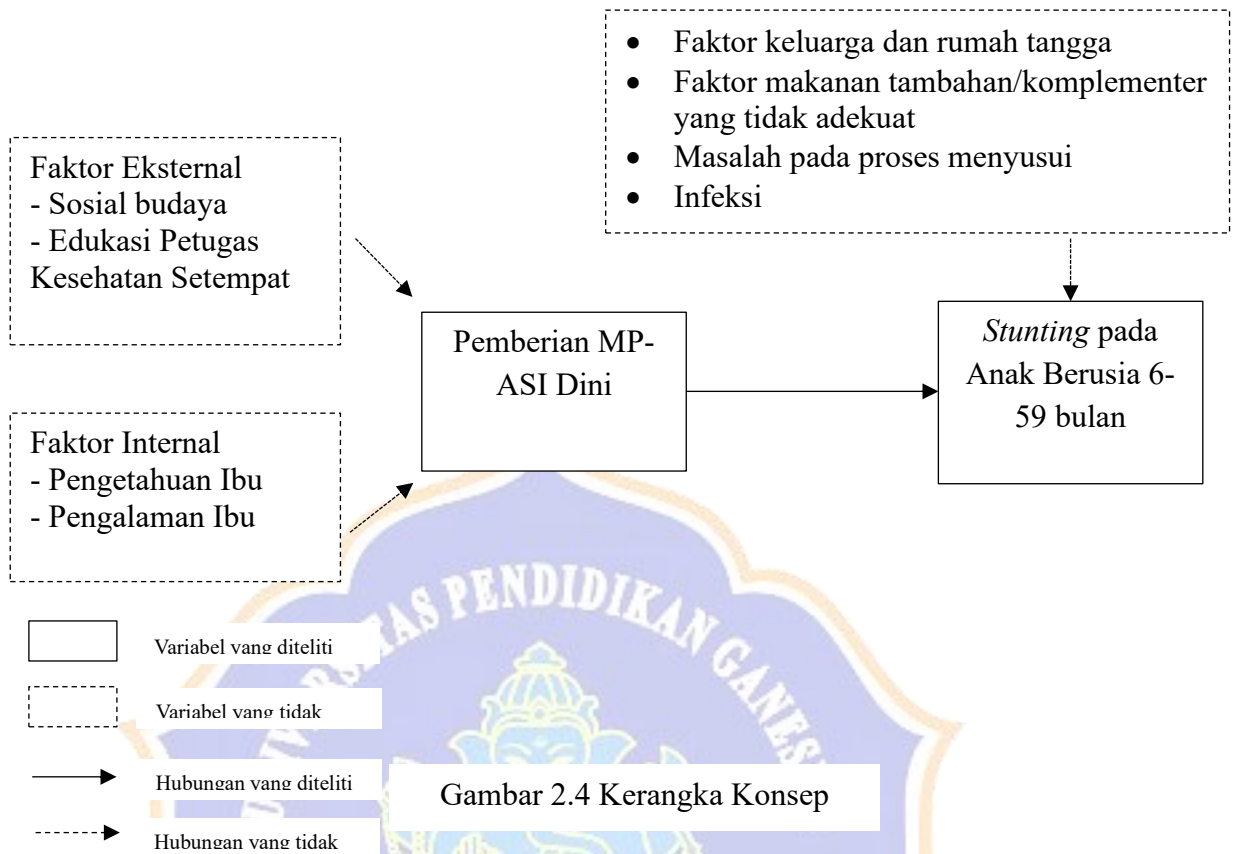 • Faktor keluarga dan rumah tangga
• Faktor makanan tambahan/komplementer
yang tidak adekuat
• Masalah pada proses menyusui
• Infeksi
Faktor Eksternal
- Sosial budaya
- Edukasi Petugas
Kesehatan Setempat
Pemberian MP-
ASI Dini
Stunting pada
Anak Berusia 6-
59 bulan
Faktor Internal
- Pengetahuan Ibu
- Pengalaman Ibu
Variabel yang diteliti
Variabel yang tidak
Hubungan yang diteliti
Hubungan yang tidak
Gambar 2.4 Kerangka Konsep
PENDIDIKAN